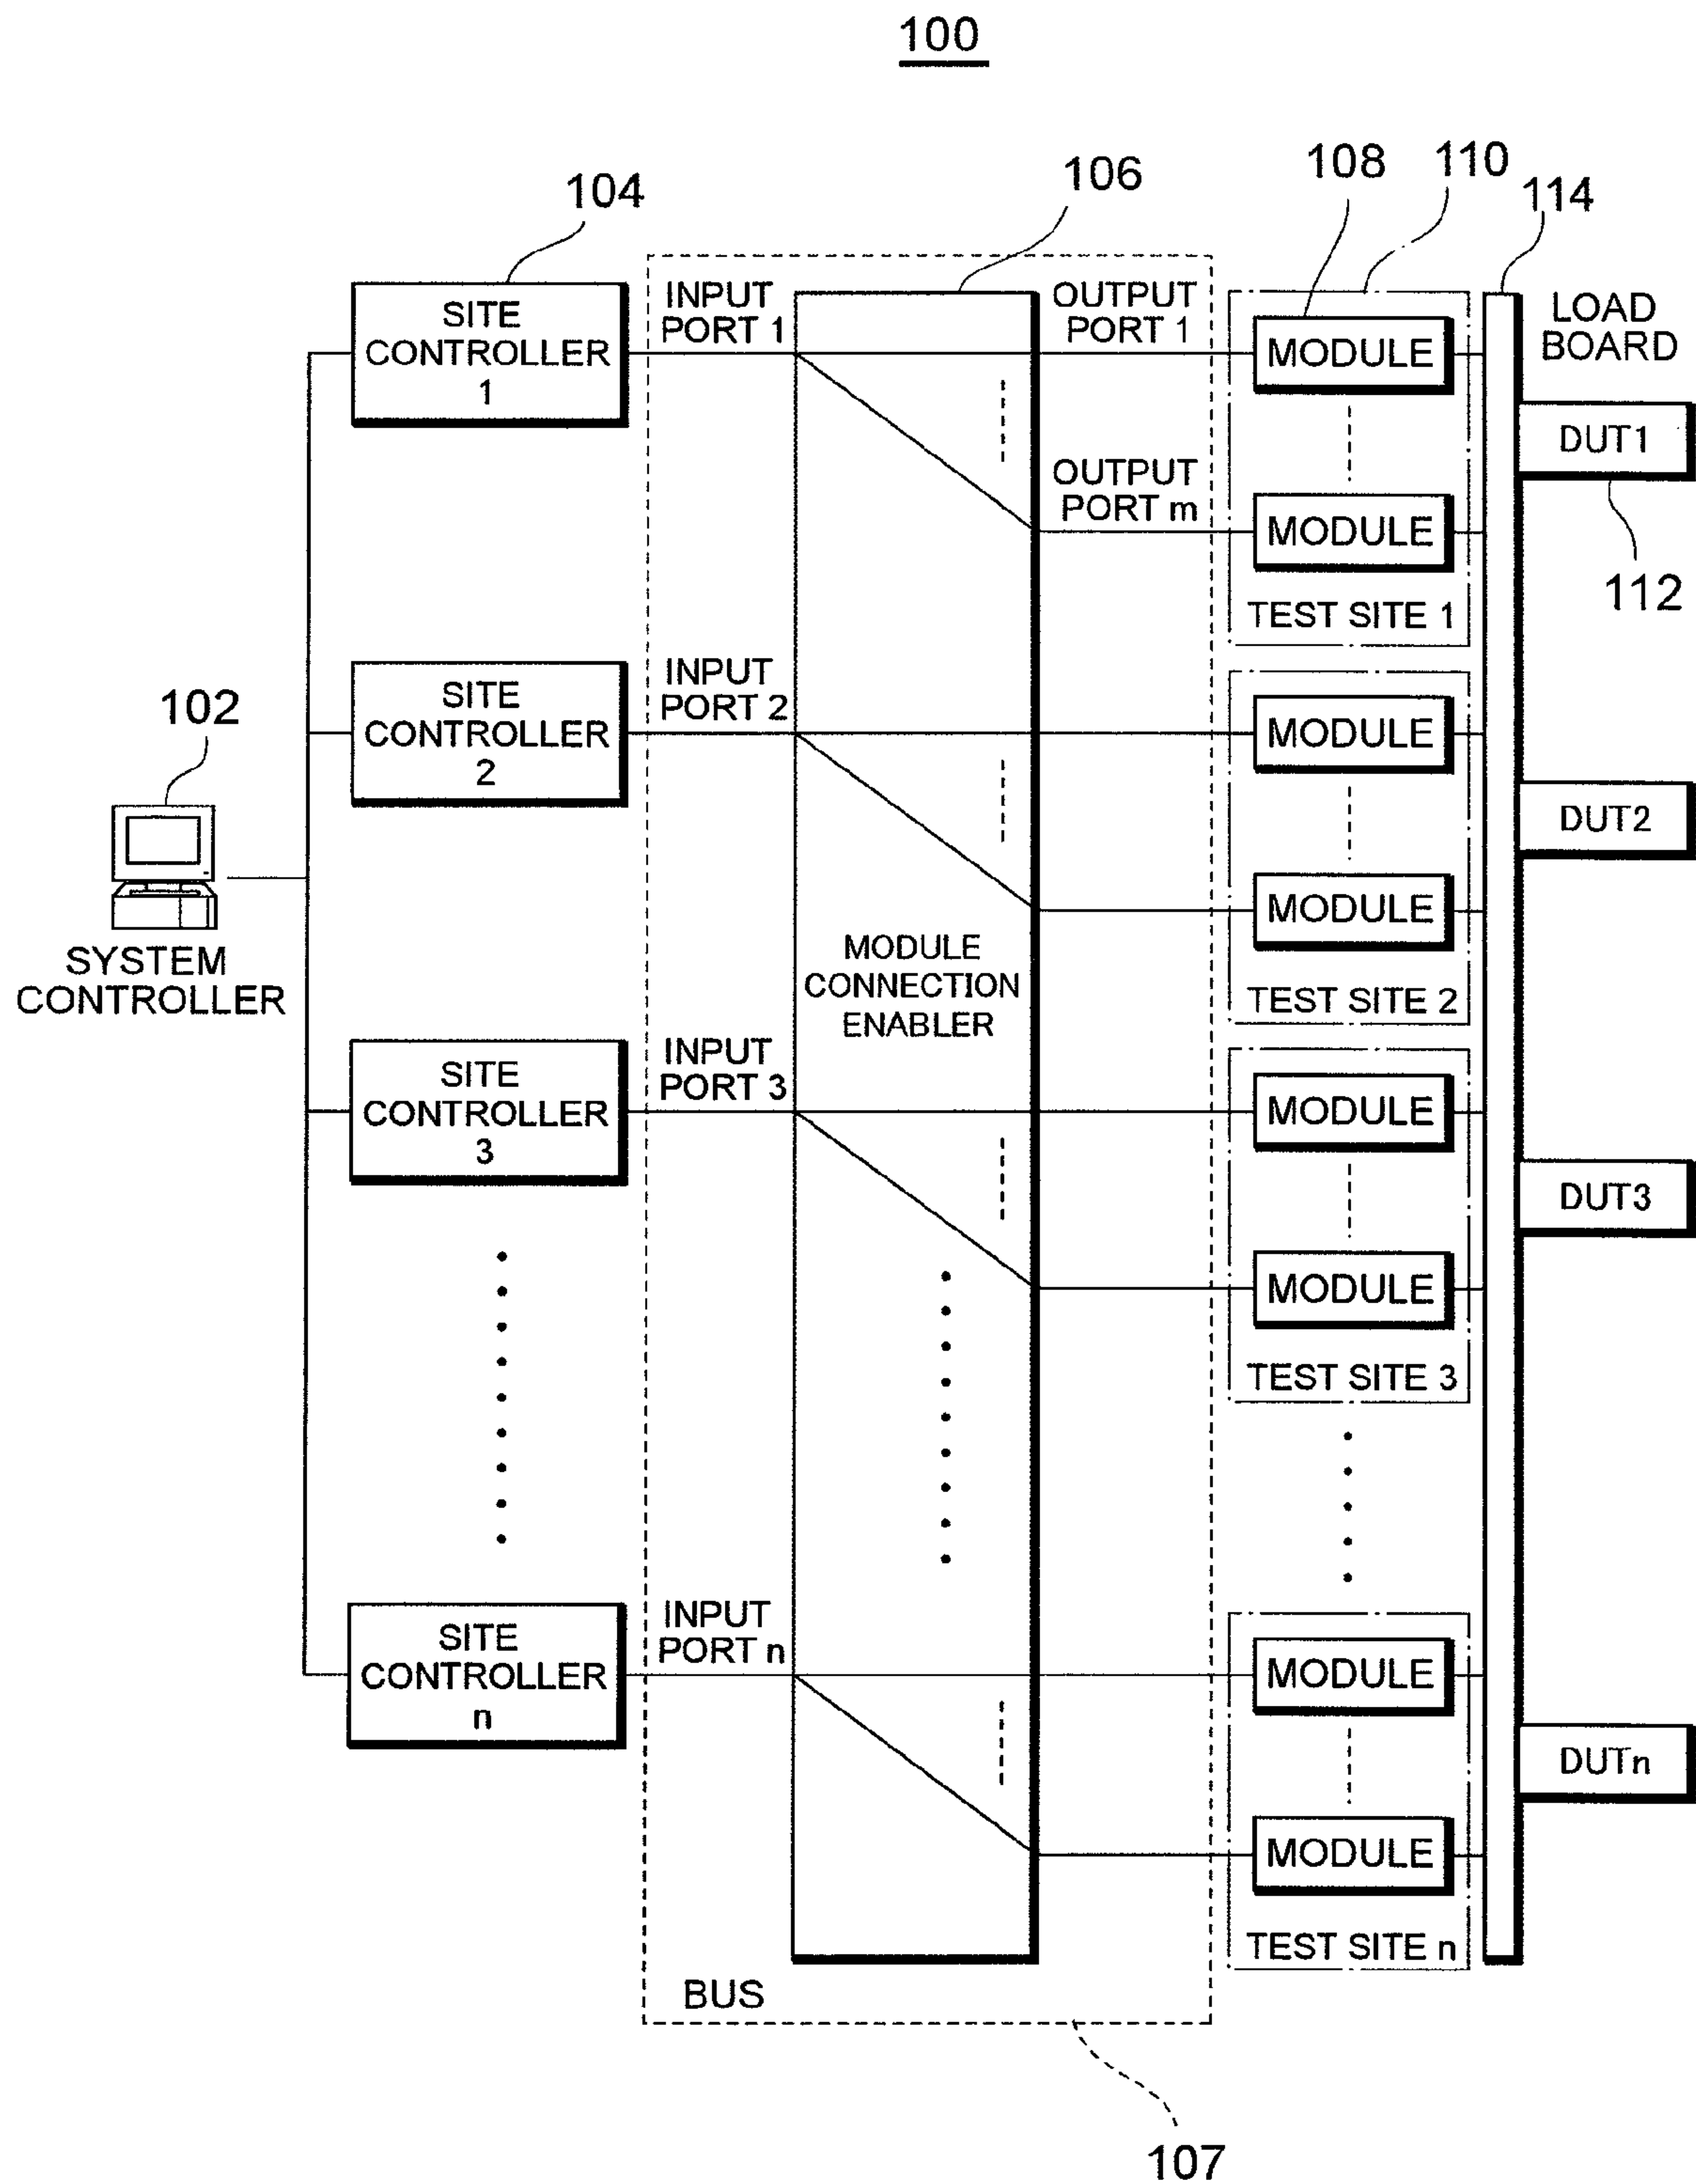 100
104
106
108
110
114
SITE
CONTROLLER
1
INPUT
PORT 1
OUTPUT
PORT 1
MODULE
LOAD
BOARD
DUT1
OUTPUT
PORT m
MODULE
112
TEST SITE 1
102
SITE
CONTROLLER
2
INPUT
PORT 2
MODULE
DUT2
MODULE
SYSTEM
CONTROLLER
MODULE
CONNECTION
ENABLER
TEST SITE 2
SITE
CONTROLLER
3
INPUT
PORT 3
MODULE
DUT3
MODULE
TEST SITE 3
SITE
CONTROLLER
n
INPUT
PORT n
MODULE
DUTn
MODULE
TEST SITE n
BUS
107